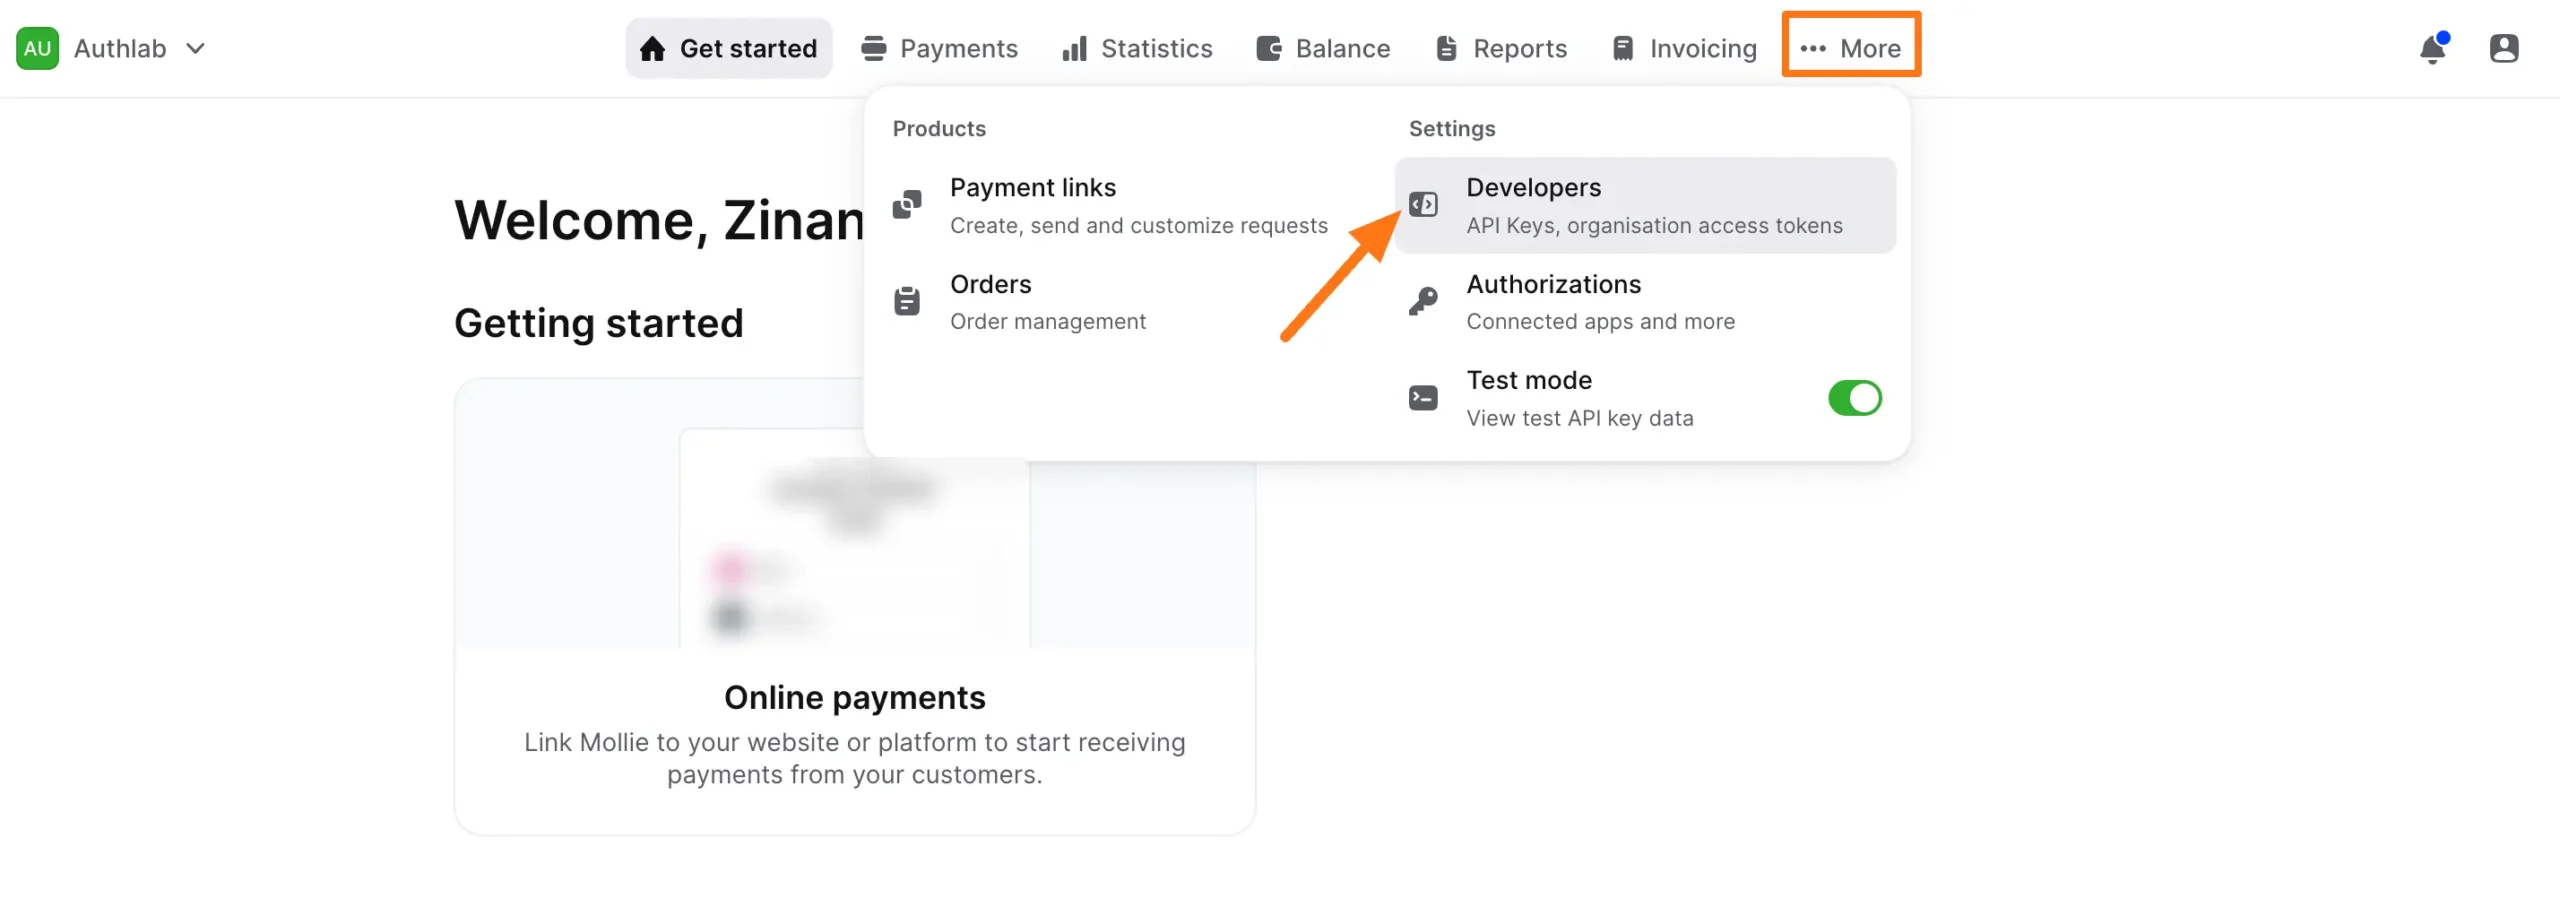 AU Authlab
Get started
Payments
Statistics
Balance
Reports
Invoicing
More
Products
Payment links
Create, send and customize requests
Orders
Order management
Settings
Developers
API Keys, organisation access tokens
Authorizations
Connected apps and more
Test mode
View test API key data
Welcome, Zinan
Getting started
Online payments
Link Mollie to your website or platform to start receiving
payments from your customers.